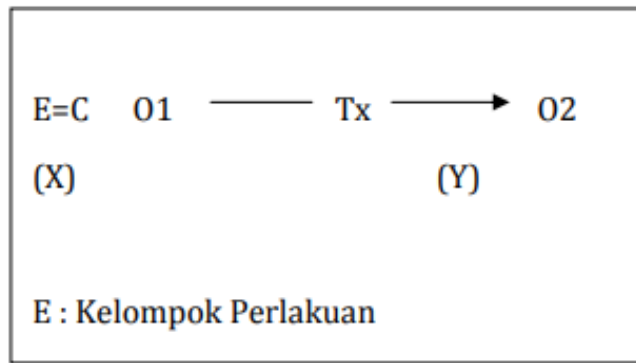 E=C O1 Tx O2
(X) (Y)
E : Kelompok Perlakuan